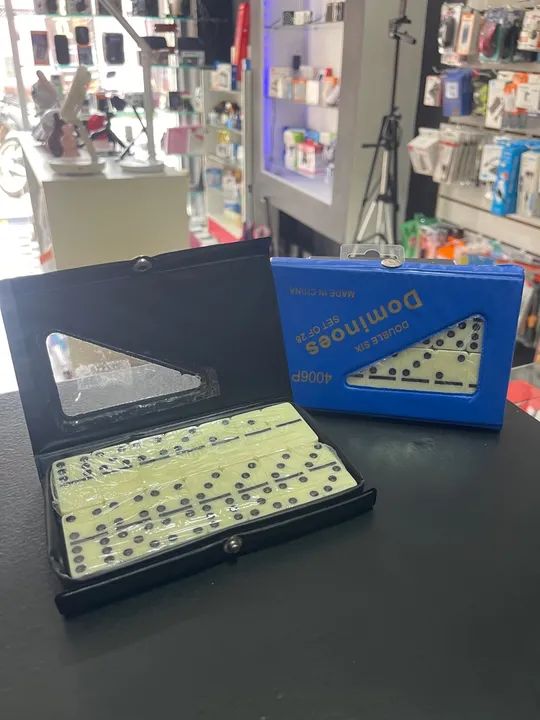 DOUBLE SIX
Dominoes
SET OF 28
MADE IN CHINA
4006P